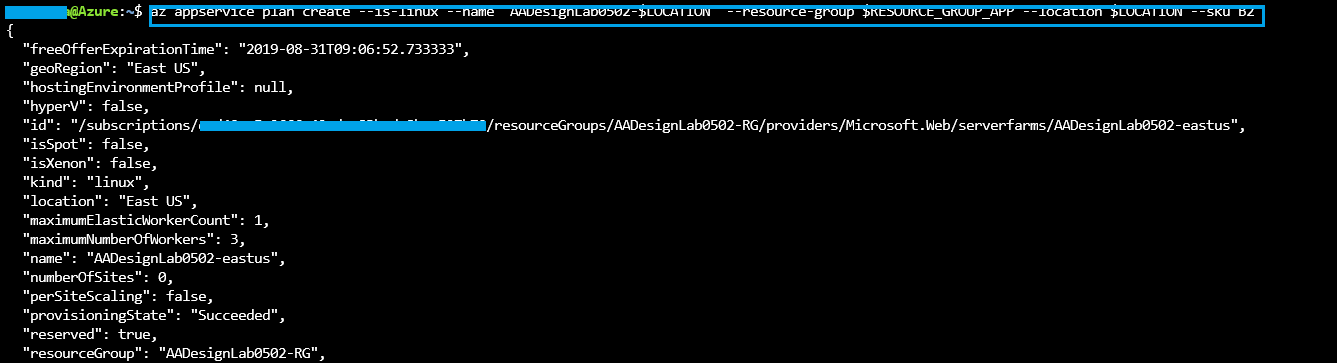 a@Azure:~$ az appservice plan create --is-linux --name "AADesignLab0502-$LOCATION" --resource-group $RESOURCE_GROUP_APP --location $LOCATION --sku B2
{
"freeOfferExpirationTime": "2019-08-31T09:06:52.733333",
"geoRegion": "East US",
"hostingEnvironmentProfile": null,
"hyperV": false,
"id": "/subscriptions/ /resourceGroups/AADesignLab0502-RG/providers/Microsoft.Web/serverfarms/AADesignLab0502-eastus",
"isSpot": false,
"isXenon": false,
"kind": "linux",
"location": "East US",
"maximumElasticWorkerCount": 1,
"maximumNumberOfWorkers": 3,
"name": "AADesignLab0502-eastus",
"numberOfSites": 0,
"perSiteScaling": false,
"provisioningState": "Succeeded",
"reserved": true,
"resourceGroup": "AADesignLab0502-RG",